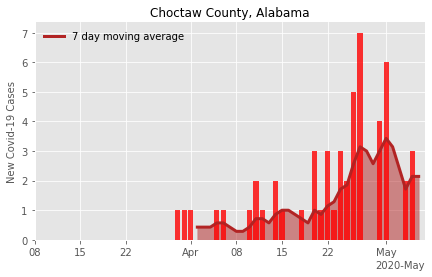 Choctaw County, Alabama
7 day moving average
New Covid-19 Cases
7
6
5
4
3
2
1
0
08 15 22 Apr 08 15 22 May
2020-May